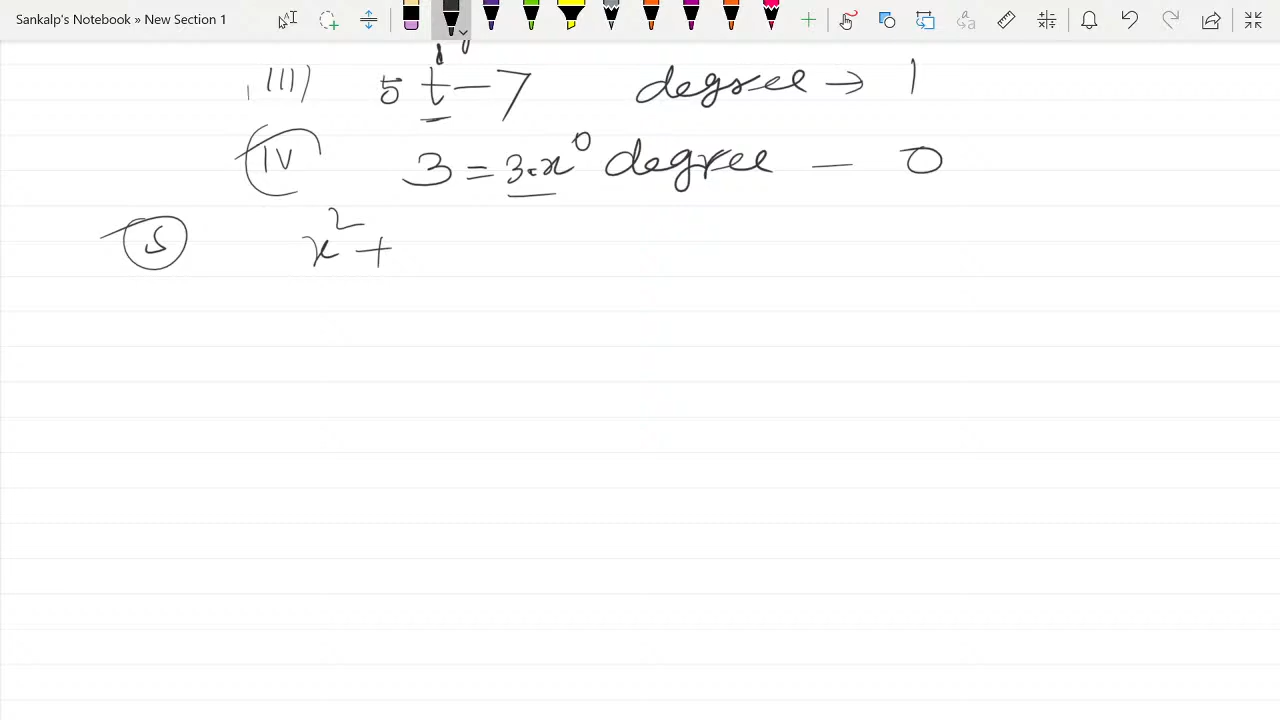 Sankalp's Notebook » New Section 1
(III) 5t - 7 degree → 1
(IV) 3 = 3·x⁰ degree - 0
(5) x² +